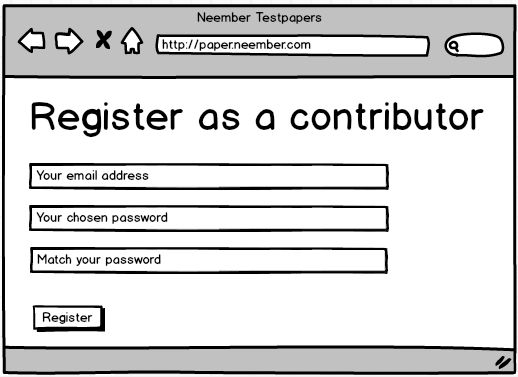 Neember Testpapers
http://paper.neember.com
Register as a contributor
Your email address
Your chosen password
Match your password
Register